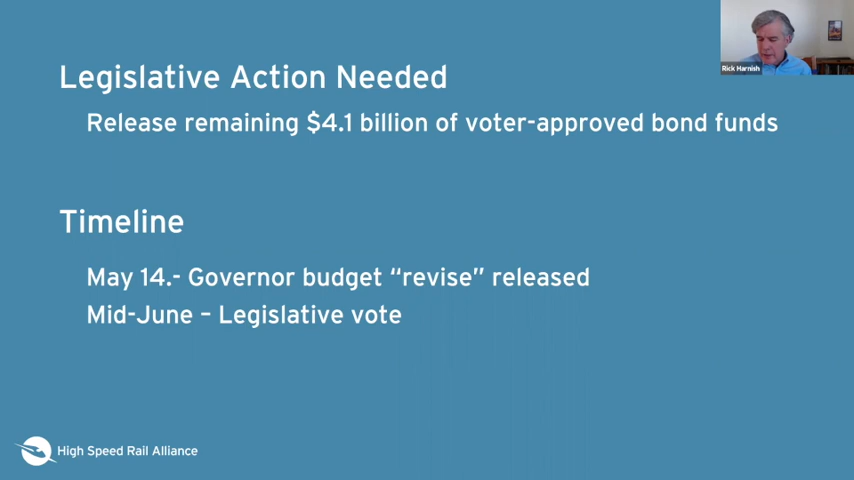 Rick Harnish
Legislative Action Needed
Release remaining $4.1 billion of voter-approved bond funds
Timeline
May 14.- Governor budget “revise” released
Mid-June – Legislative vote
High Speed Rail Alliance